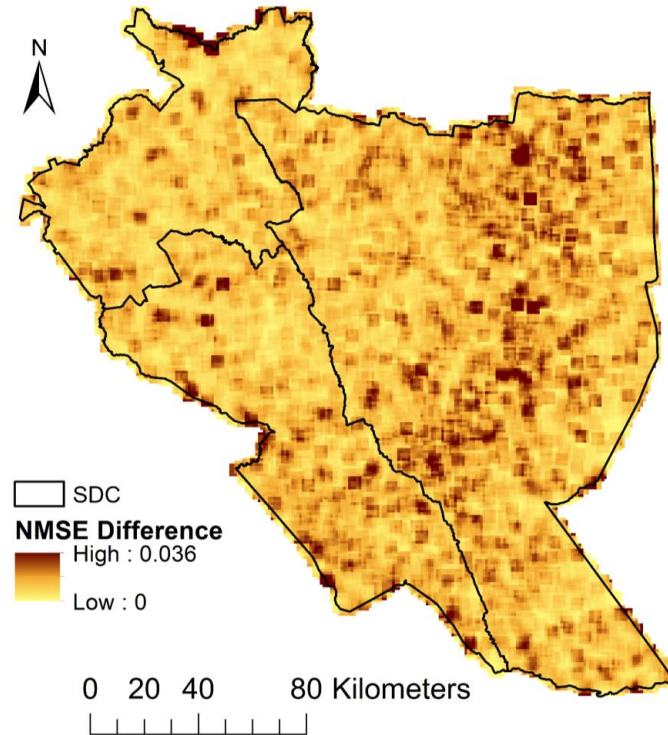 N
SDC
NMSE Difference
High : 0.036
Low : 0
0 20 40 80 Kilometers